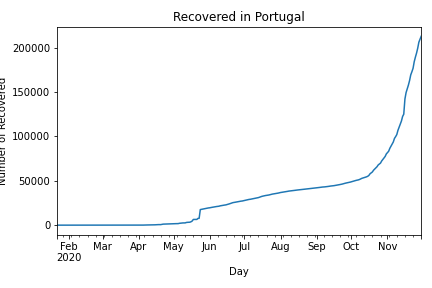 Recovered in Portugal
Number of Recovered
200000
150000
100000
50000
0
Feb Mar Apr May Jun Jul Aug Sep Oct Nov
2020
Day